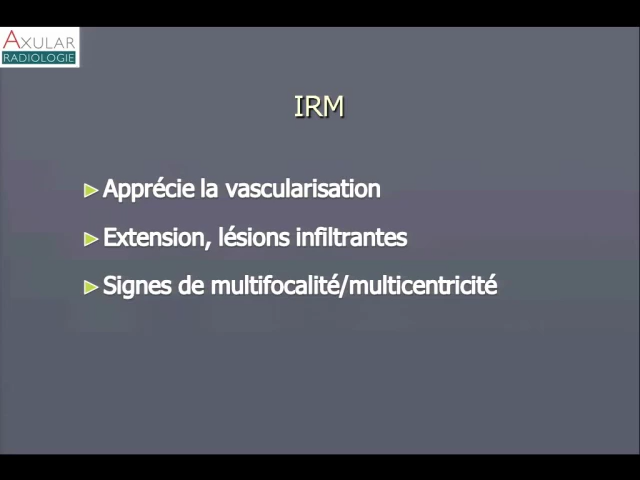 AXULAR
RADIOLOGIE
IRM
Apprécie la vascularisation
Extension, lésions infiltrantes
Signes de multifocalité/multicentricité